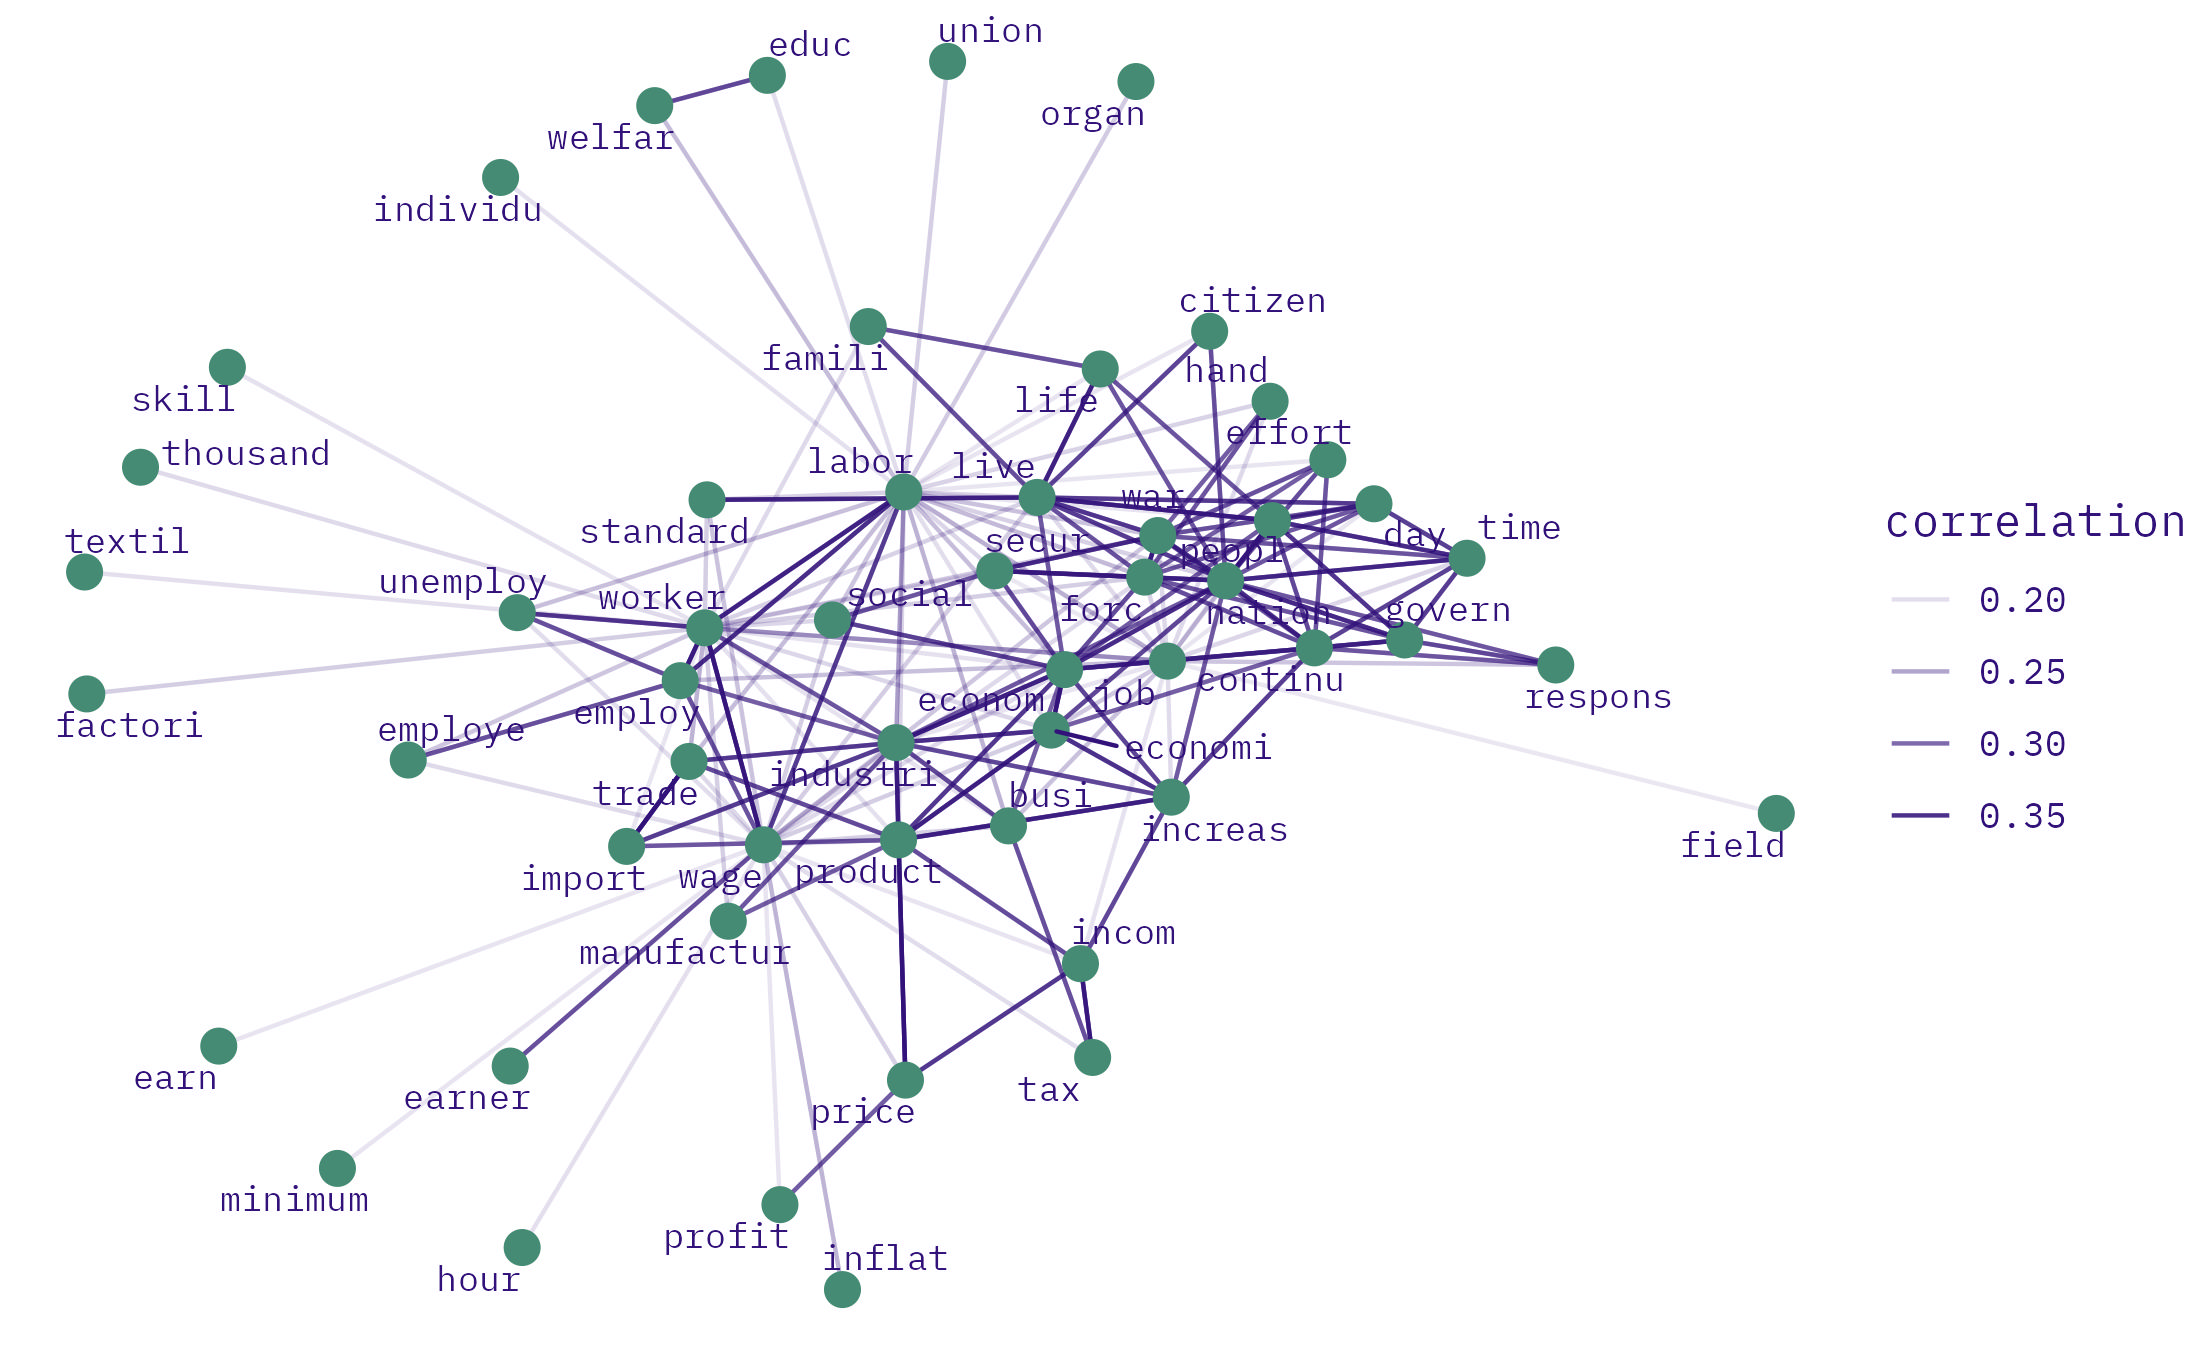 union
educ
organ
welfar
individu
citizen
famili
hand
life
skill
effort
thousand
labor
live
war
correlation
standard
day
time
textil
secur
peopl
unemploy
worker
social
0.20
forc
nation
govern
0.25
continu
job
respons
econom
factori
employ
employe
0.30
economi
industri
trade
busi
0.35
increas
field
import
wage
product
incom
manufactur
earn
tax
earner
price
minimum
profit
inflat
hour